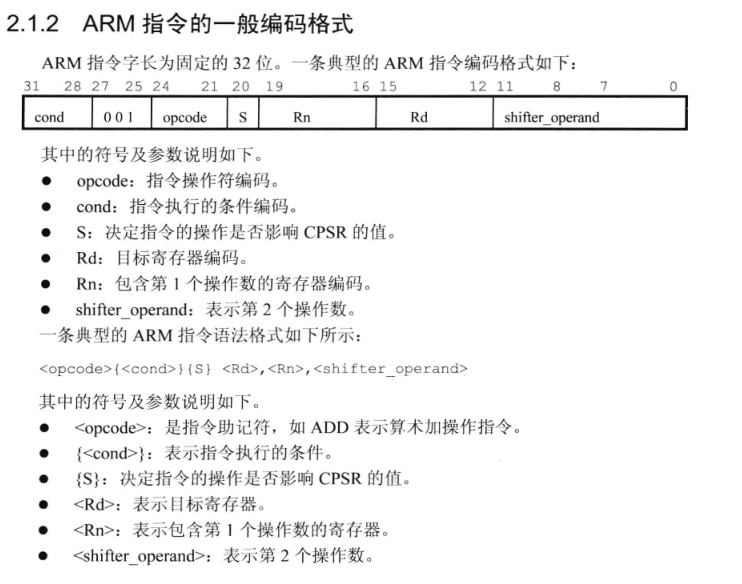 2.1.2 ARM 指令的一般编码格式
ARM 指令字长为固定的 32 位。一条典型的 ARM 指令编码格式如下：
31 28 27 25 24 21 20 19 16 15 12 11 8 7 0
cond 0 0 1 opcode S Rn Rd shifter_operand
其中的符号及参数说明如下。
● opcode：指令操作符编码。
● cond：指令执行的条件编码。
● S：决定指令的操作是否影响 CPSR 的值。
● Rd：目标寄存器编码。
● Rn：包含第 1 个操作数的寄存器编码。
● shifter_operand：表示第 2 个操作数。
一条典型的 ARM 指令语法格式如下所示：
<opcode>{<cond>}{S} <Rd>,<Rn>,<shifter_operand>
其中的符号及参数说明如下。
● <opcode>：是指令助记符，如 ADD 表示算术加操作指令。
● {<cond>}：表示指令执行的条件。
● {S}：决定指令的操作是否影响 CPSR 的值。
● <Rd>：表示目标寄存器。
● <Rn>：表示包含第 1 个操作数的寄存器。
● <shifter_operand>：表示第 2 个操作数。